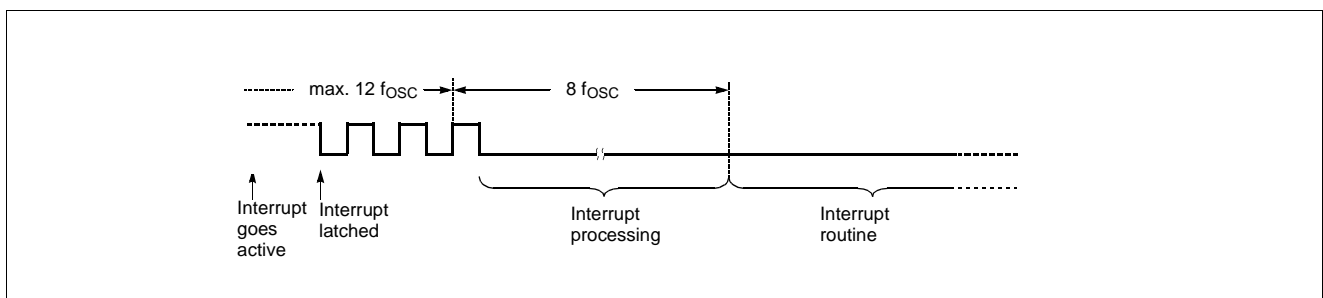 max. 12 fOSC
8 fOSC
Interrupt
goes
active
Interrupt
latched
Interrupt
processing
Interrupt
routine